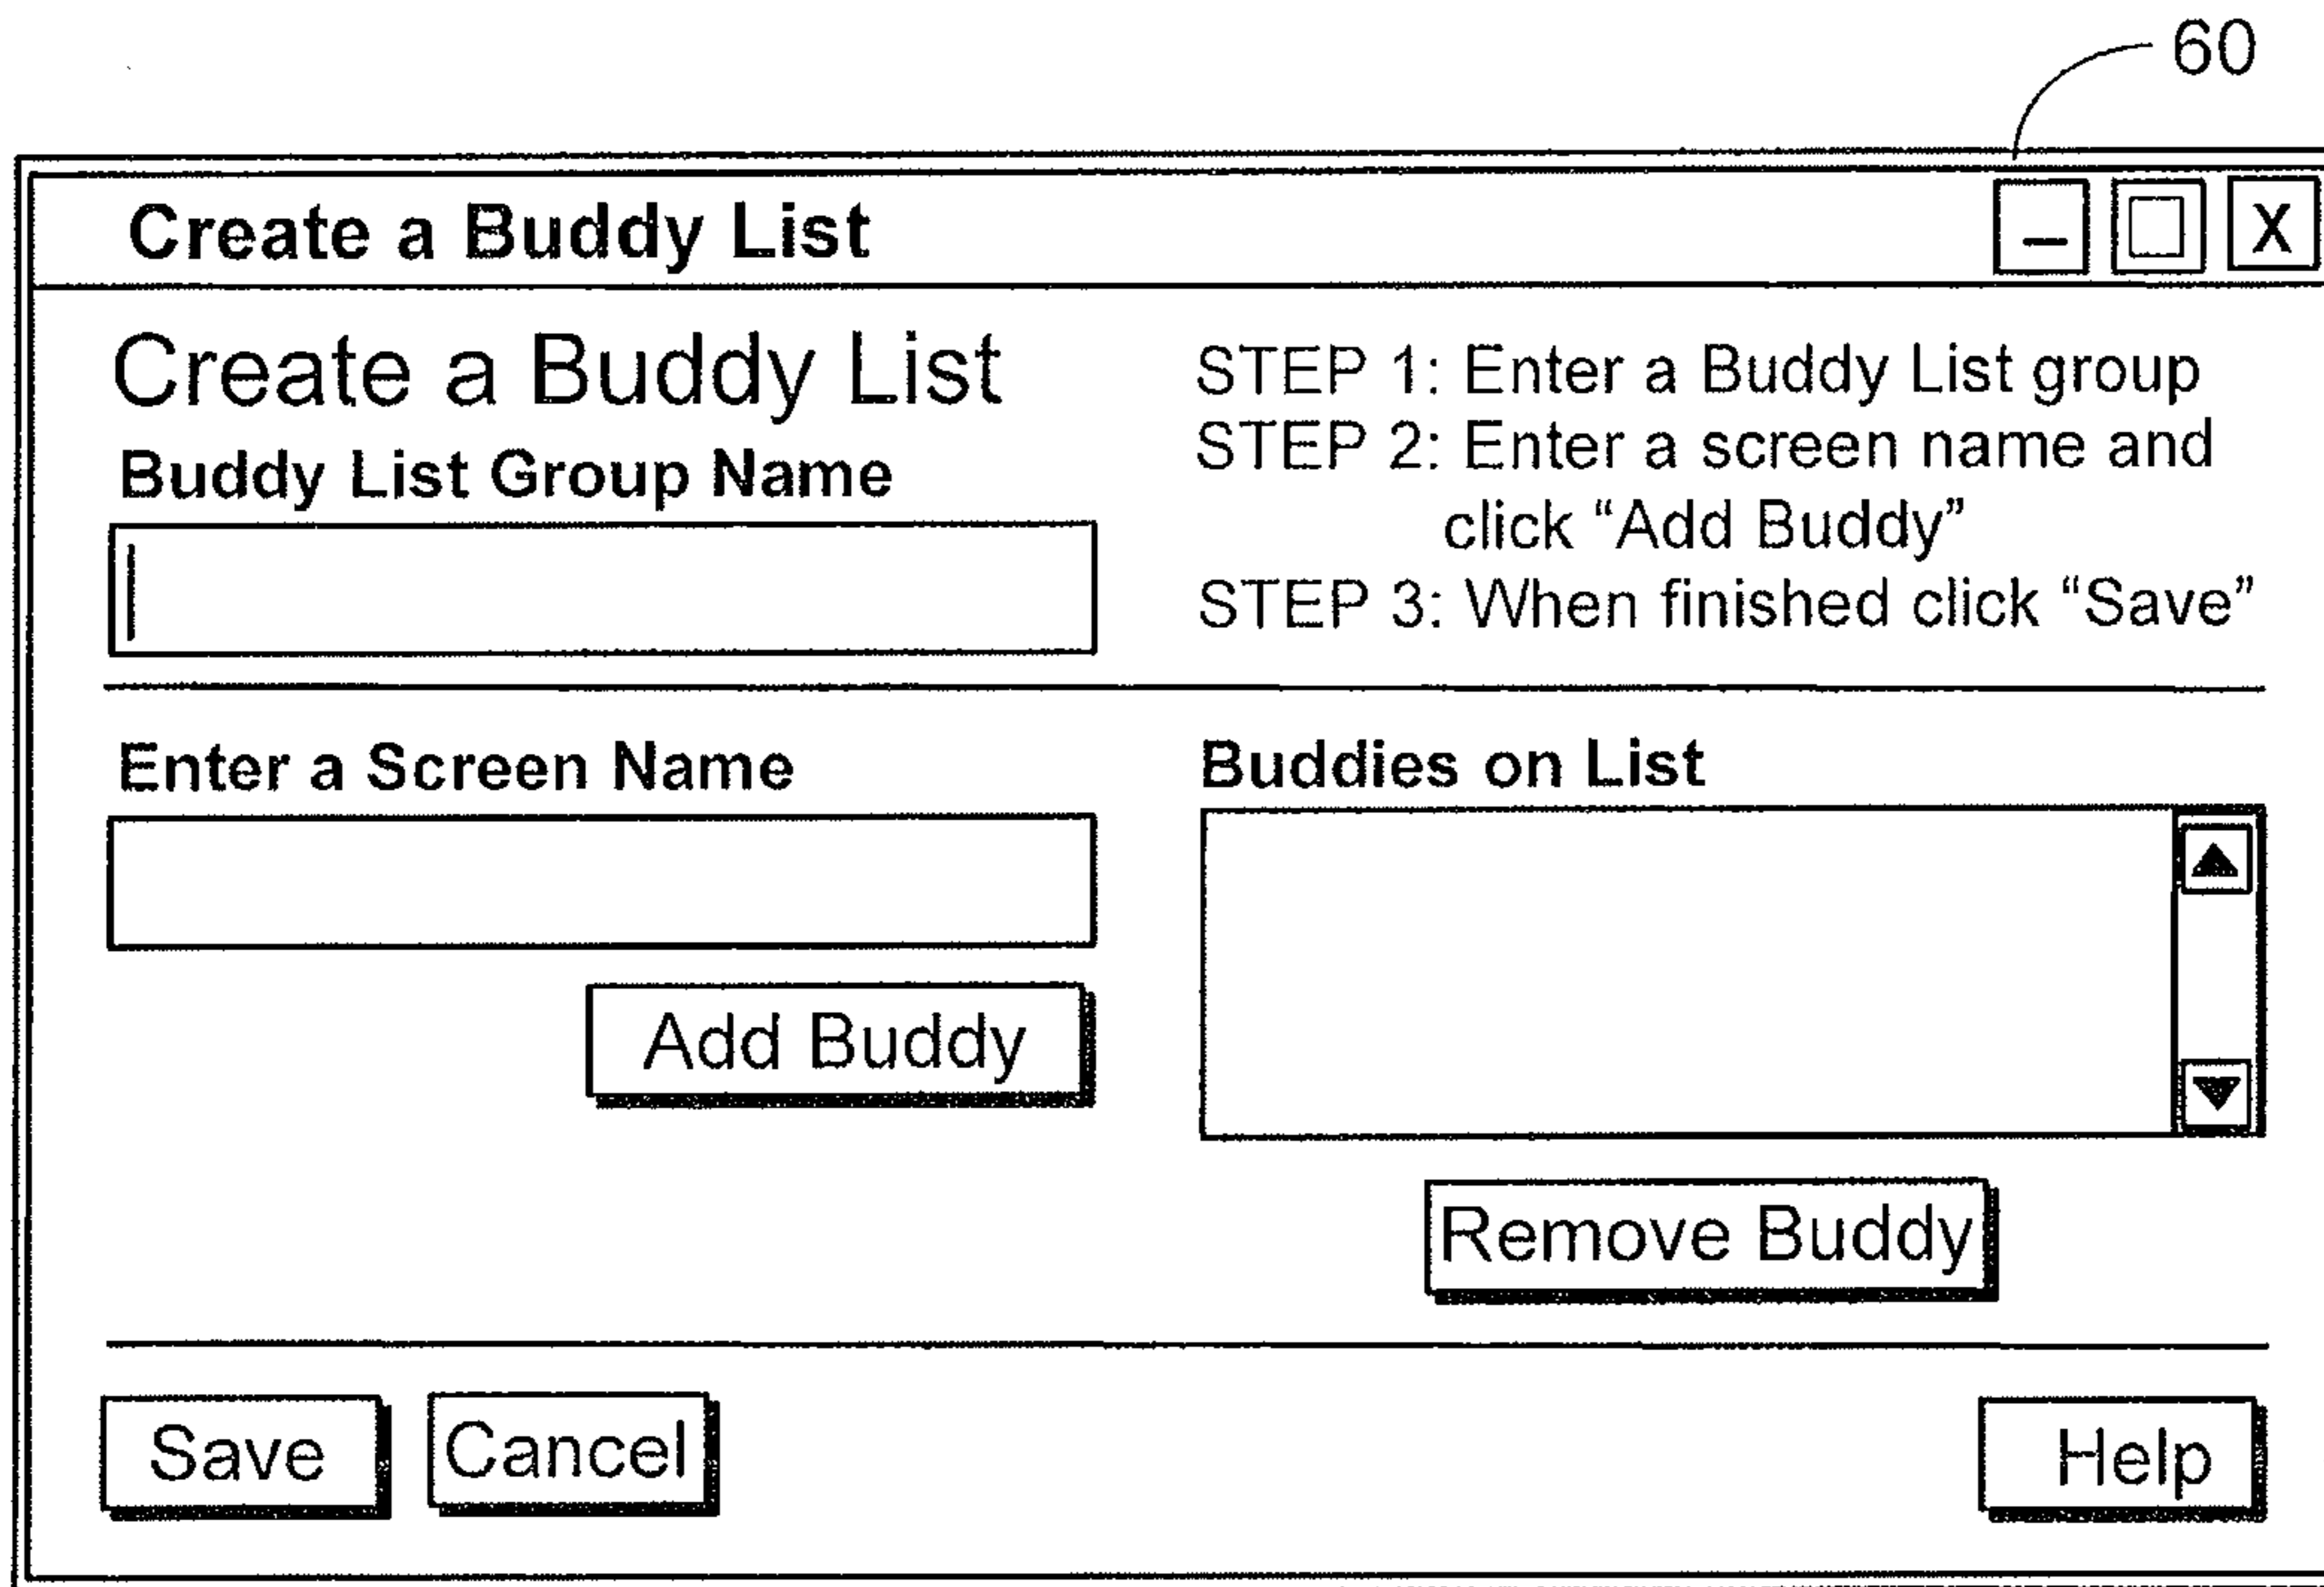 60
Create a Buddy List
X
Create a Buddy List
Buddy List Group Name
STEP 1: Enter a Buddy List group
STEP 2: Enter a screen name and
click “Add Buddy”
STEP 3: When finished click “Save”
Enter a Screen Name
Add Buddy
Buddies on List
Remove Buddy
Save
Cancel
Help